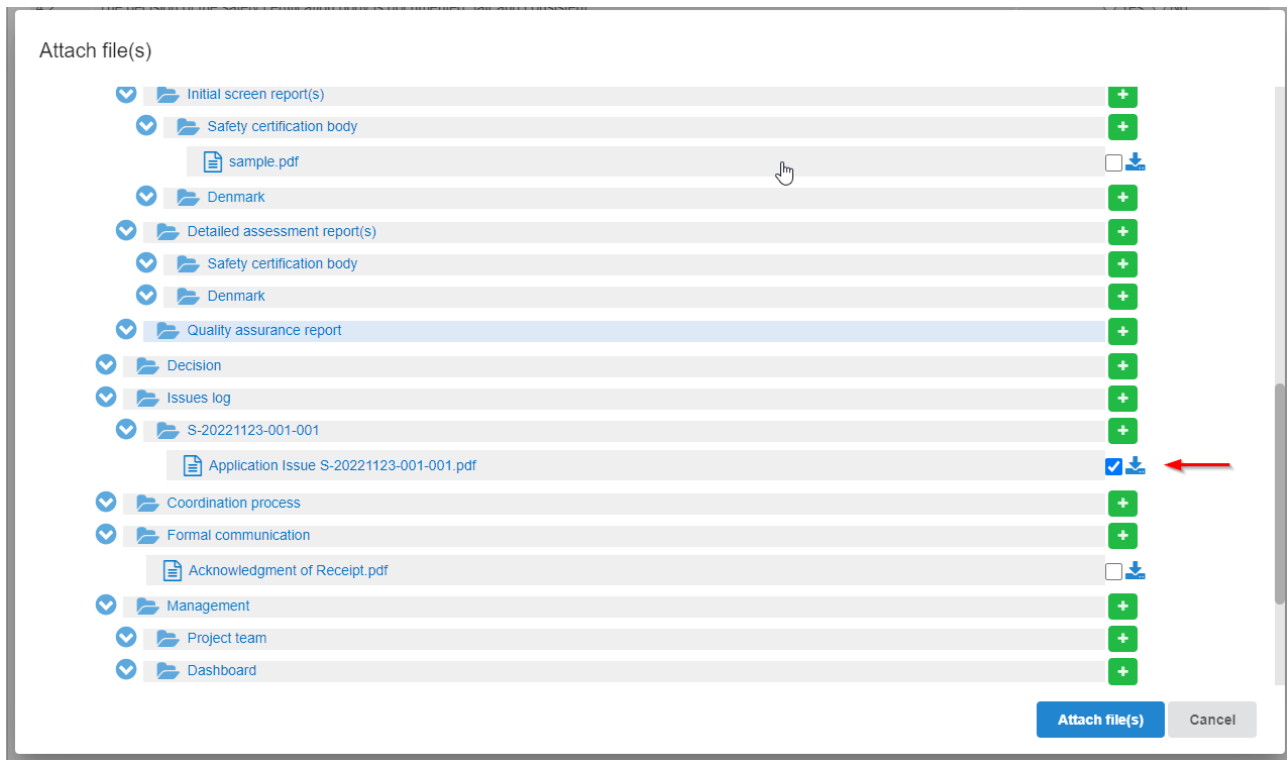 Attach file(s)
Initial screen report(s)
Safety certification body
sample.pdf
Denmark
Detailed assessment report(s)
Safety certification body
Denmark
Quality assurance report
Decision
Issues log
S-20221123-001-001
Application Issue S-20221123-001-001.pdf
Coordination process
Formal communication
Acknowledgment of Receipt.pdf
Management
Project team
Dashboard
Attach file(s) Cancel